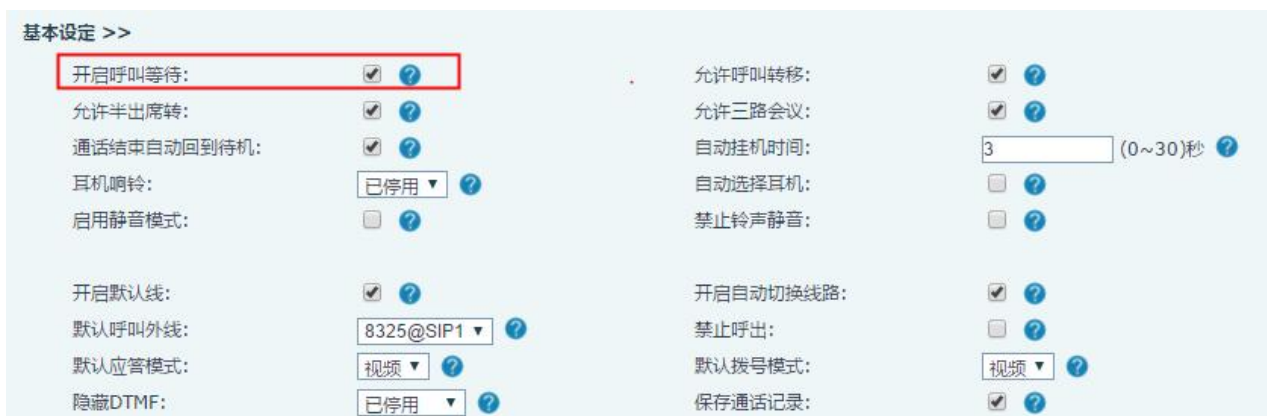 基本设定 >>
开启呼叫等待: 允许呼叫转移:
允许半出席转: 允许三路会议:
通话结束自动回到待机: 自动挂机时间: 3 (0~30)秒
耳机响铃: 已停用 自动选择耳机:
启用静音模式: 禁止铃声静音:
开启默认线: 开启自动切换线路:
默认呼叫外线: 8325@SIP1 禁止呼出:
默认应答模式: 视频 默认拨号模式: 视频
隐藏DTMF: 已停用 保存通话记录: